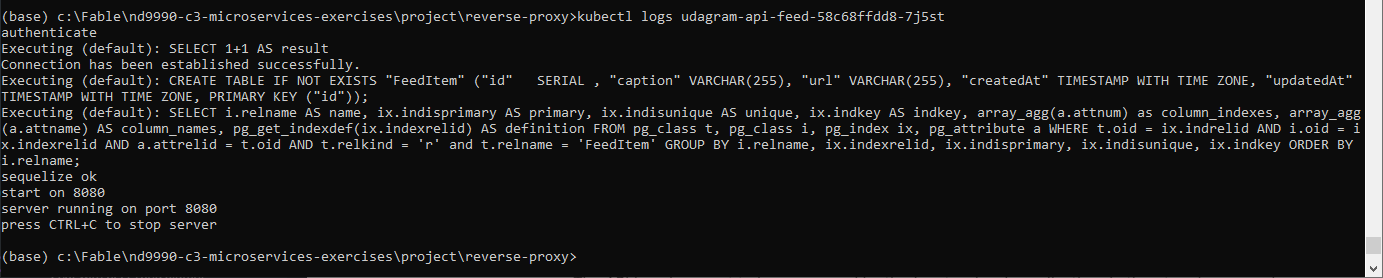 (base) c:\Fable\nd9990-c3-microservices-exercises\project\reverse-proxy>kubectl logs udagram-api-feed-58c68ffdd8-7j5st
authenticate
Executing (default): SELECT 1+1 AS result
Connection has been established successfully.
Executing (default): CREATE TABLE IF NOT EXISTS "FeedItem" ("id"   SERIAL , "caption" VARCHAR(255), "url" VARCHAR(255), "createdAt" TIMESTAMP WITH TIME ZONE, "updatedAt"
TIMESTAMP WITH TIME ZONE, PRIMARY KEY ("id"));
Executing (default): SELECT i.relname AS name, ix.indisprimary AS primary, ix.indisunique AS unique, ix.indkey AS indkey, array_agg(a.attnum) as column_indexes, array_agg
(a.attname) AS column_names, pg_get_indexdef(ix.indexrelid) AS definition FROM pg_class t, pg_class i, pg_index ix, pg_attribute a WHERE t.oid = ix.indrelid AND i.oid = i
x.indexrelid AND a.attrelid = t.oid AND t.relkind = 'r' and t.relname = 'FeedItem' GROUP BY i.relname, ix.indexrelid, ix.indisprimary, ix.indisunique, ix.indkey ORDER BY
i.relname;
sequelize ok
start on 8080
server running on port 8080
press CTRL+C to stop server
(base) c:\Fable\nd9990-c3-microservices-exercises\project\reverse-proxy>